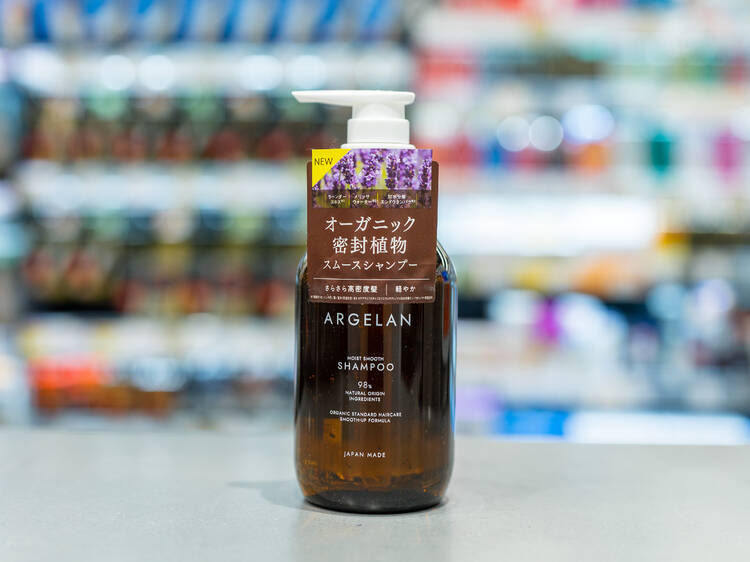 NEW
オーガニック
密封植物
スムースシャンプー
さらさら高密度髪 | 軽やか
ARGELAN
MOIST SMOOTH
SHAMPOO
98%
NATURAL ORIGIN
INGREDIENTS
ORGANIC STANDARD HAIRCARE
SMOOTH-UP FORMULA
JAPAN MADE